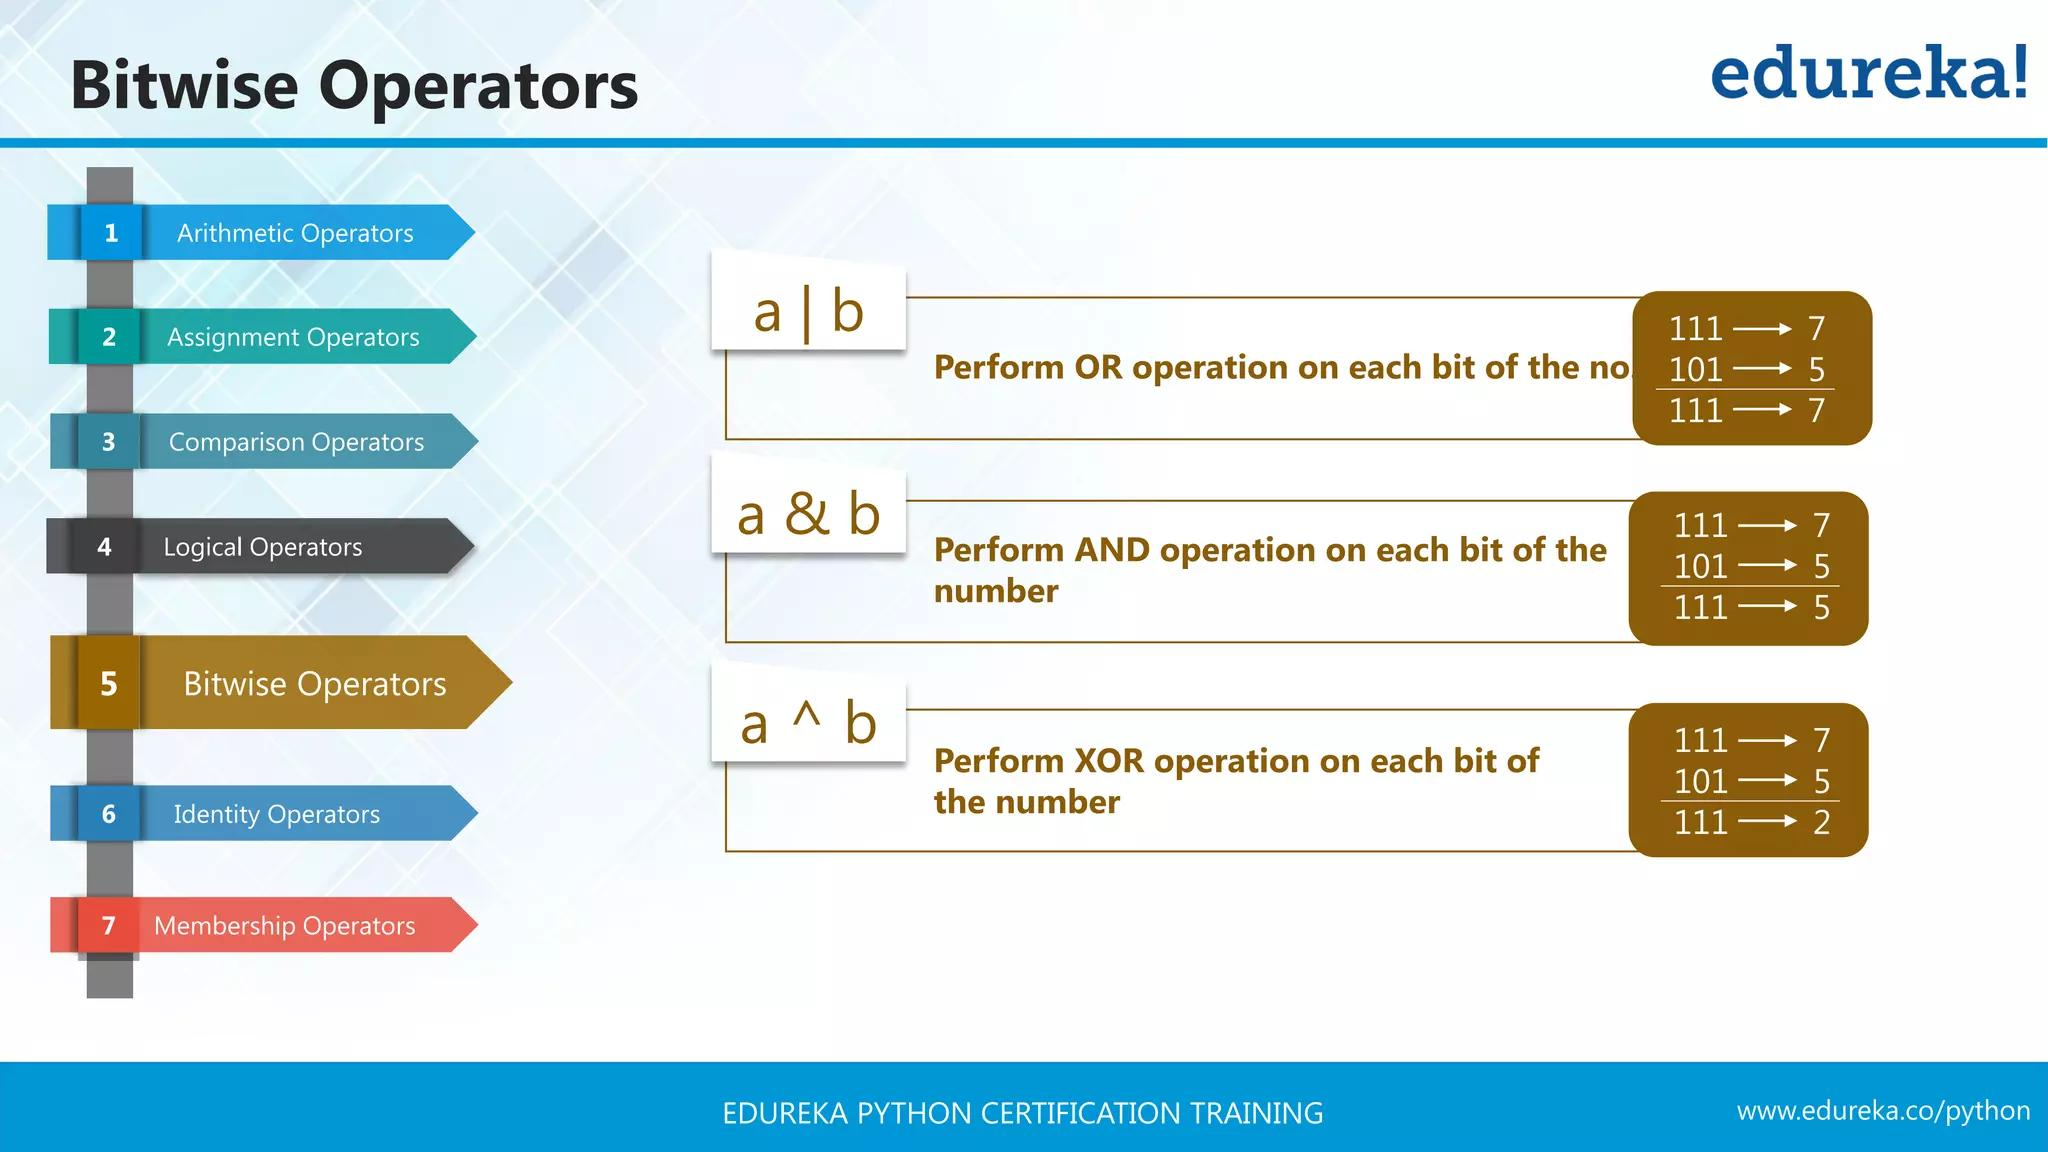 Bitwise Operators
edureka!
1 Arithmetic Operators
2 Assignment Operators
3 Comparison Operators
4 Logical Operators
5 Bitwise Operators
6 Identity Operators
7 Membership Operators
a | b
Perform OR operation on each bit of the no.
111 → 7
101 → 5
111 → 7
a & b
Perform AND operation on each bit of the
number
111 → 7
101 → 5
111 → 5
a ^ b
Perform XOR operation on each bit of
the number
111 → 7
101 → 5
111 → 2
EDUREKA PYTHON CERTIFICATION TRAINING
www.edureka.co/python